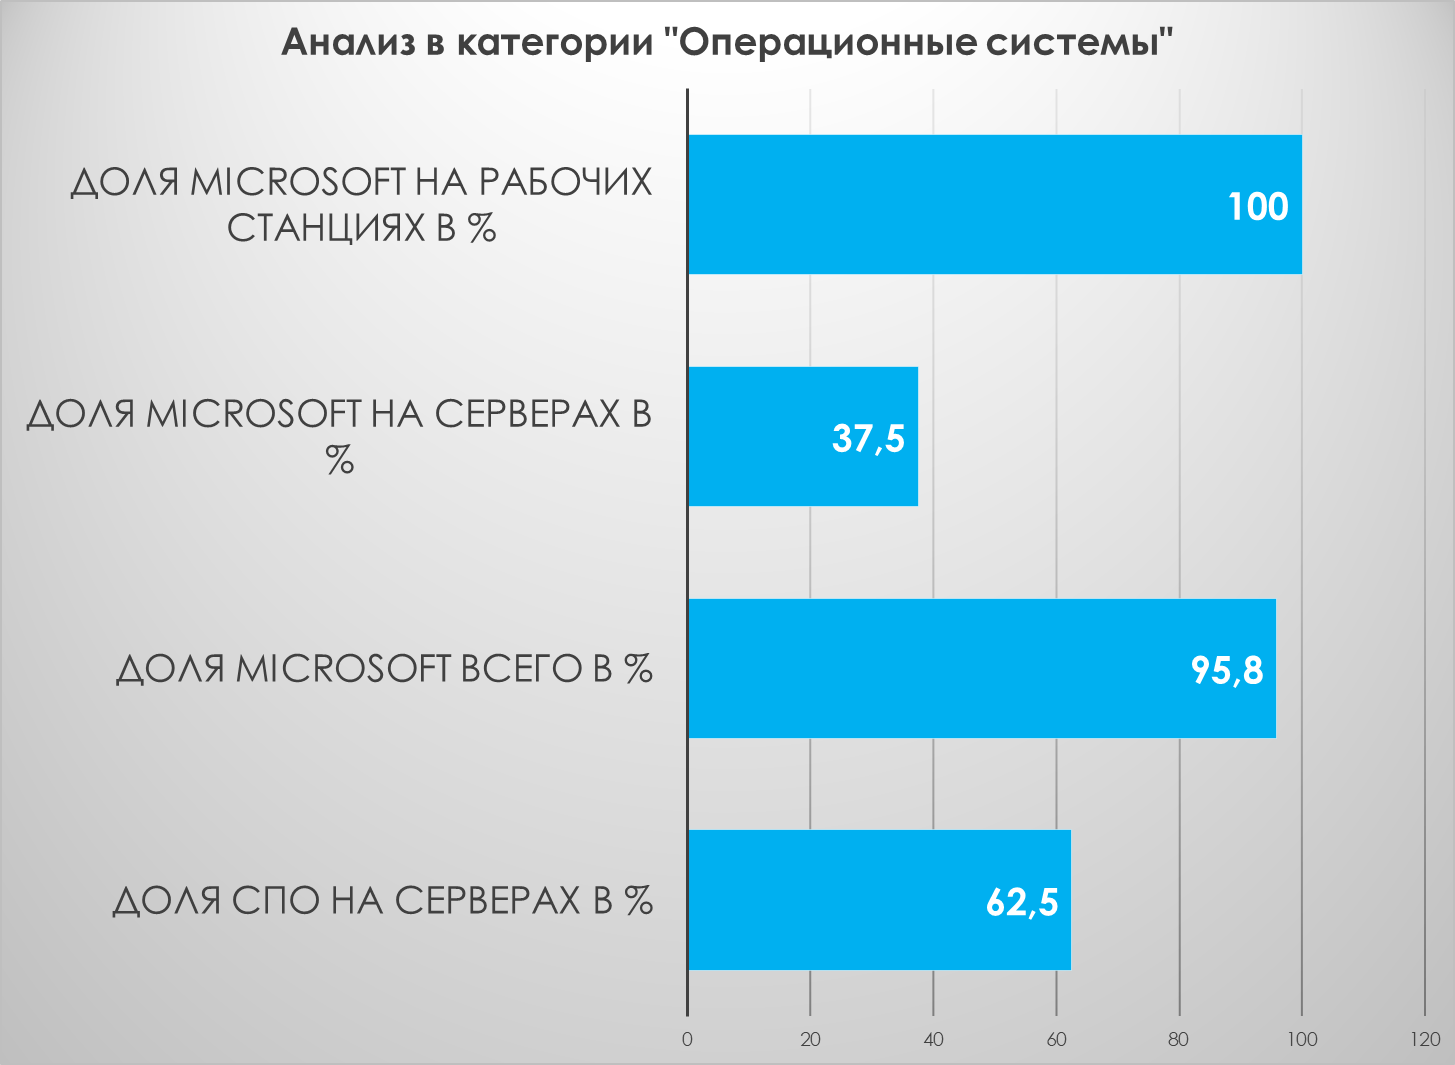 Анализ в категории "Операционные системы"
ДОЛЯ MICROSOFT НА РАБОЧИХ
СТАНЦИЯХ В %
100
ДОЛЯ MICROSOFT НА СЕРВЕРАХ В
%
37,5
ДОЛЯ MICROSOFT ВСЕГО В %
95,8
ДОЛЯ СПО НА СЕРВЕРАХ В %
62,5
0 20 40 60 80 100 120